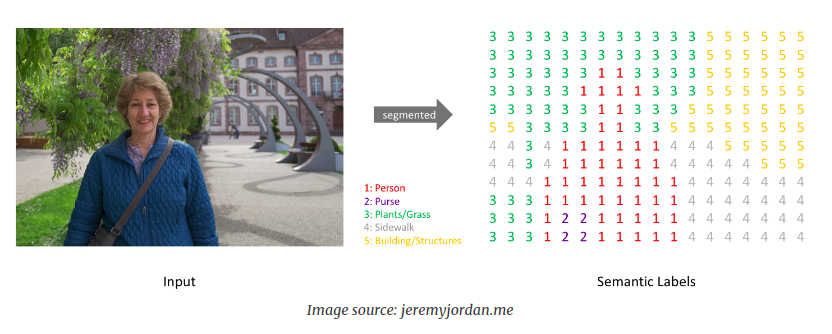 3 3 3 3 3 3 3 3 3 3 3 3 5 5 5 5 5 5
3 3 3 3 3 3 3 3 3 3 3 3 5 5 5 5 5 5
3 3 3 3 3 3 1 1 3 3 3 3 5 5 5 5 5 5
3 3 3 3 3 1 1 1 1 3 3 3 5 5 5 5 5 5
3 3 3 3 3 3 1 1 3 3 3 5 5 5 5 5 5 5
5 5 3 3 3 3 1 1 3 3 5 5 5 5 5 5 5 5
4 4 3 4 1 1 1 1 1 1 4 4 4 5 5 5 5 5
4 4 3 4 1 1 1 1 1 1 4 4 4 4 4 5 5 5
4 4 4 1 1 1 1 1 1 1 1 4 4 4 4 4 4 4
3 3 3 1 1 1 1 1 1 1 1 4 4 4 4 4 4 4
3 3 3 1 2 2 1 1 1 1 1 4 4 4 4 4 4 4
3 3 3 1 2 2 1 1 1 1 1 4 4 4 4 4 4 4
segmented
1: Person
2: Purse
3: Plants/Grass
4: Sidewalk
5: Building/Structures
Input
Semantic Labels
Image source: jeremyjordan.me